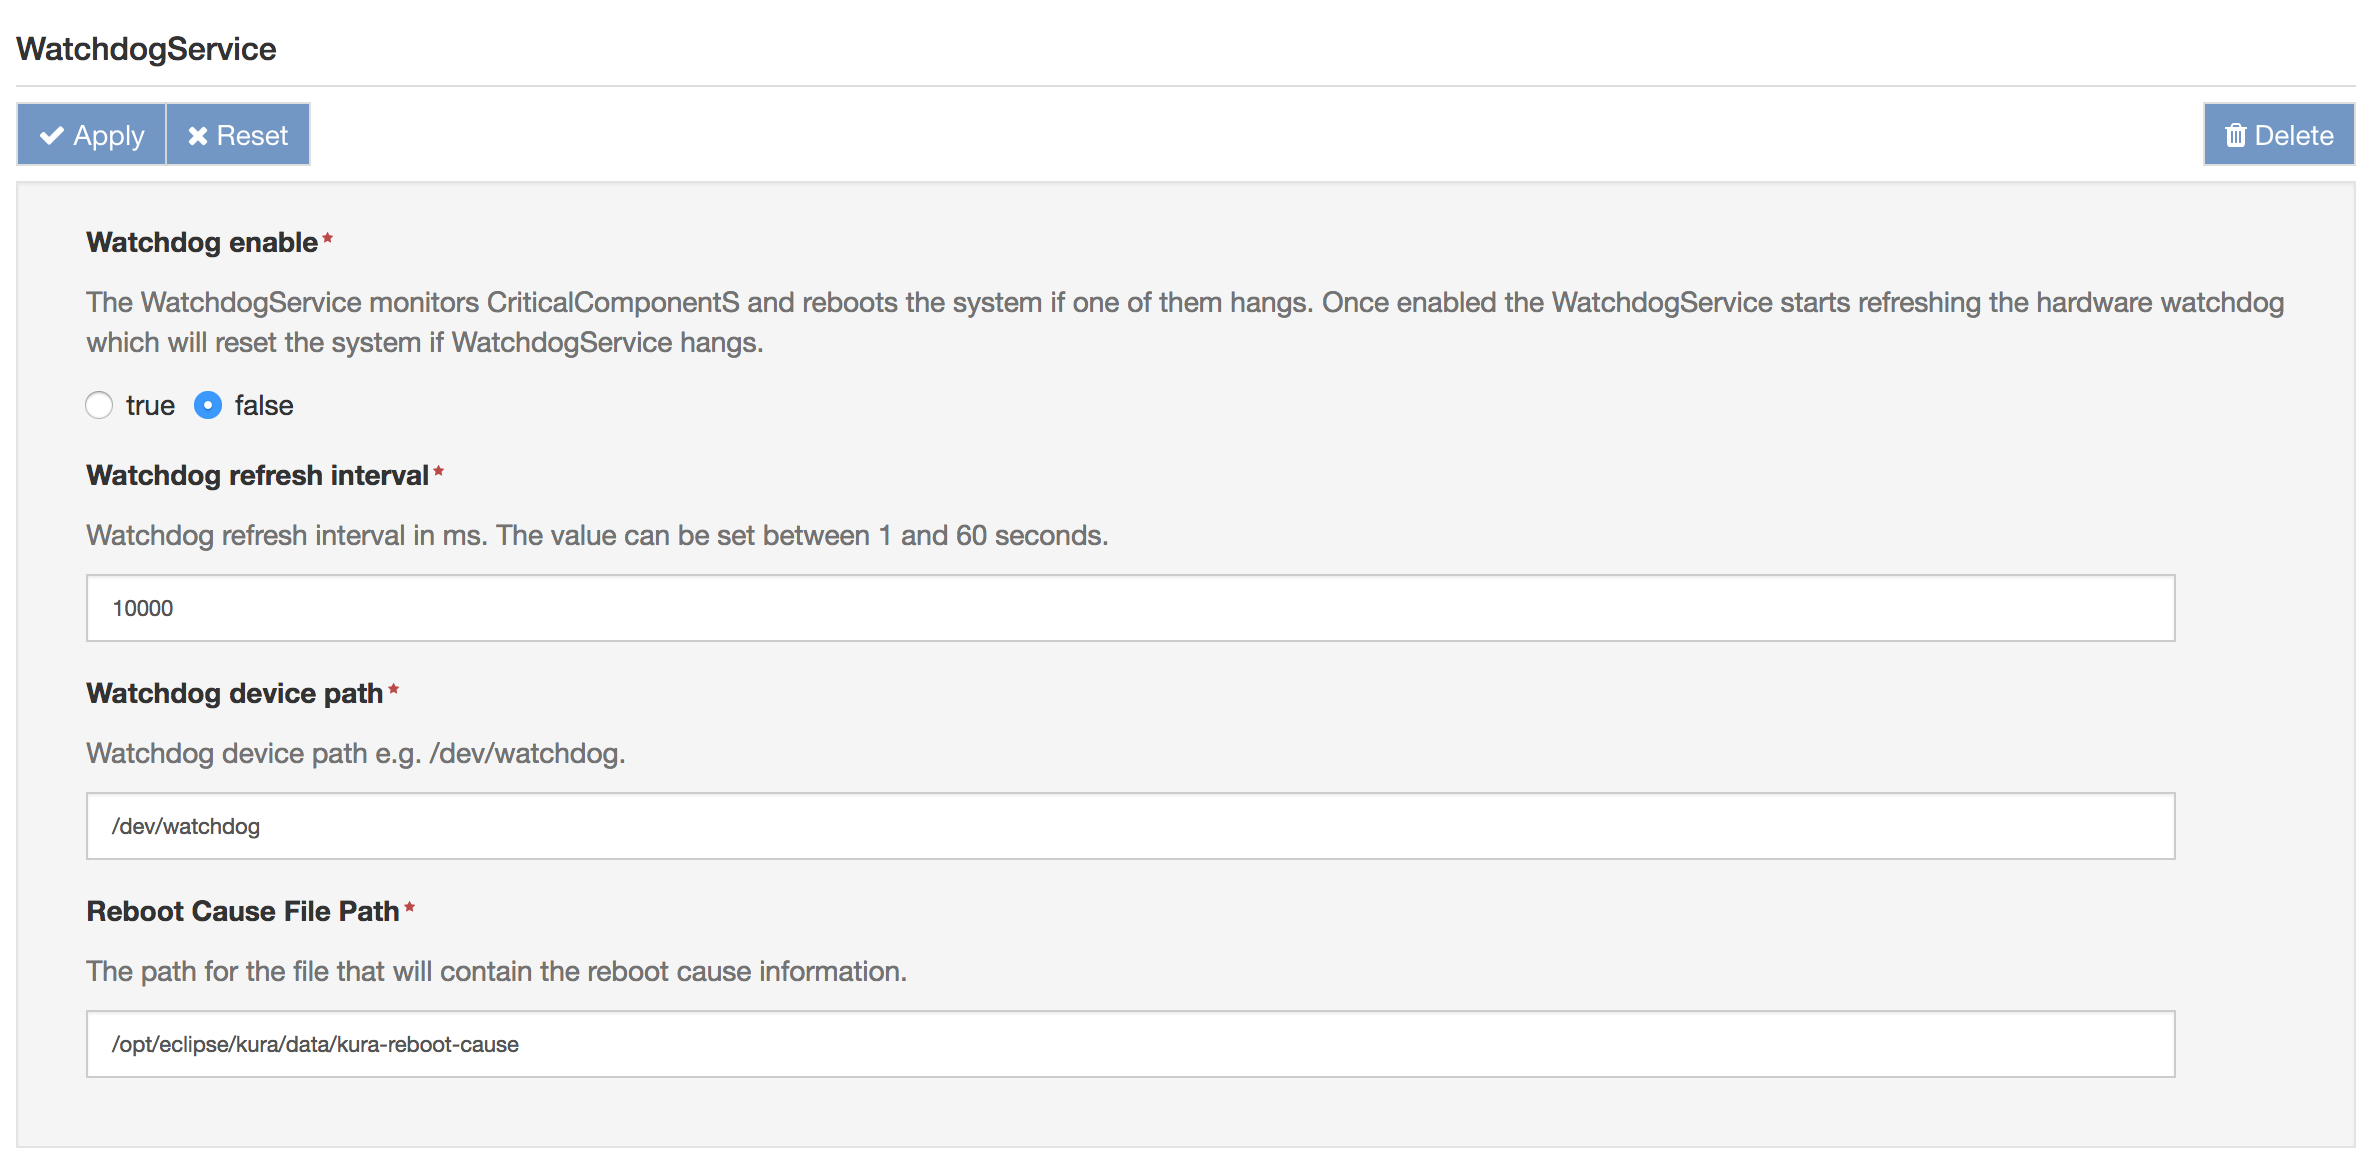 WatchdogService
Apply Reset Delete
Watchdog enable*
The WatchdogService monitors CriticalComponentS and reboots the system if one of them hangs. Once enabled the WatchdogService starts refreshing the hardware watchdog
which will reset the system if WatchdogService hangs.
true false
Watchdog refresh interval*
Watchdog refresh interval in ms. The value can be set between 1 and 60 seconds.
10000
Watchdog device path*
Watchdog device path e.g. /dev/watchdog.
/dev/watchdog
Reboot Cause File Path*
The path for the file that will contain the reboot cause information.
/opt/eclipse/kura/data/kura-reboot-cause